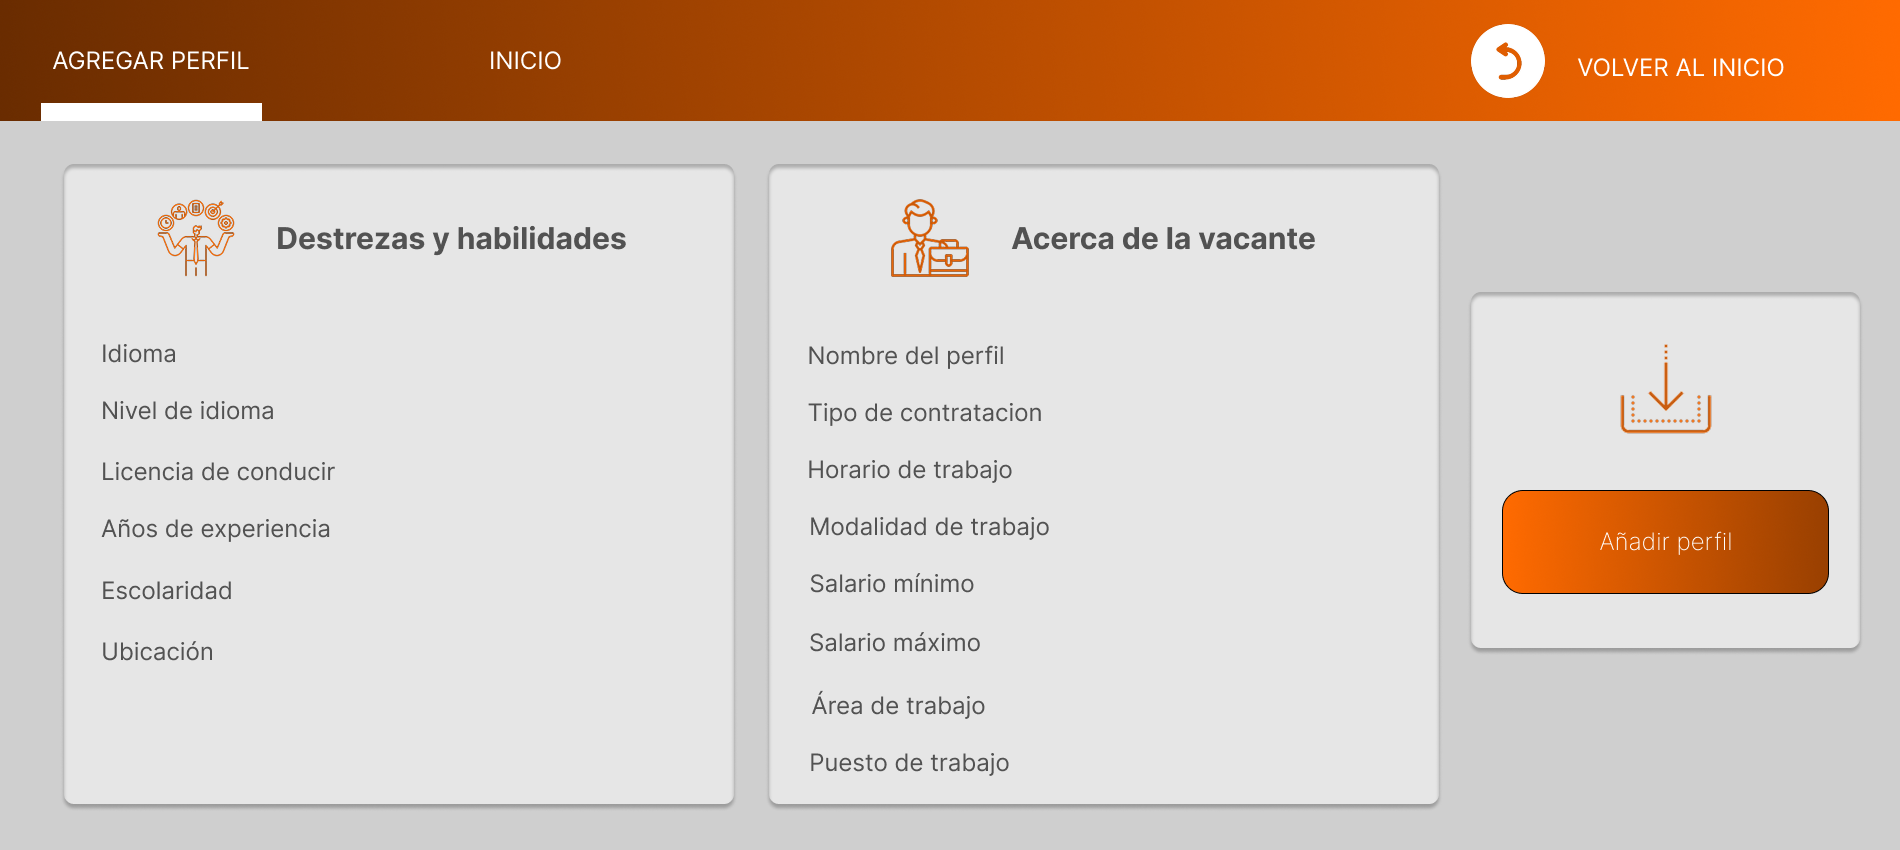 AGREGAR PERFIL
INICIO
VOLVER AL INICIO
Destrezas y habilidades
Idioma
Nivel de idioma
Licencia de conducir
Años de experiencia
Escolaridad
Ubicación
Acerca de la vacante
Nombre del perfil
Tipo de contratacion
Horario de trabajo
Modalidad de trabajo
Salario mínimo
Salario máximo
Área de trabajo
Puesto de trabajo
Añadir perfil